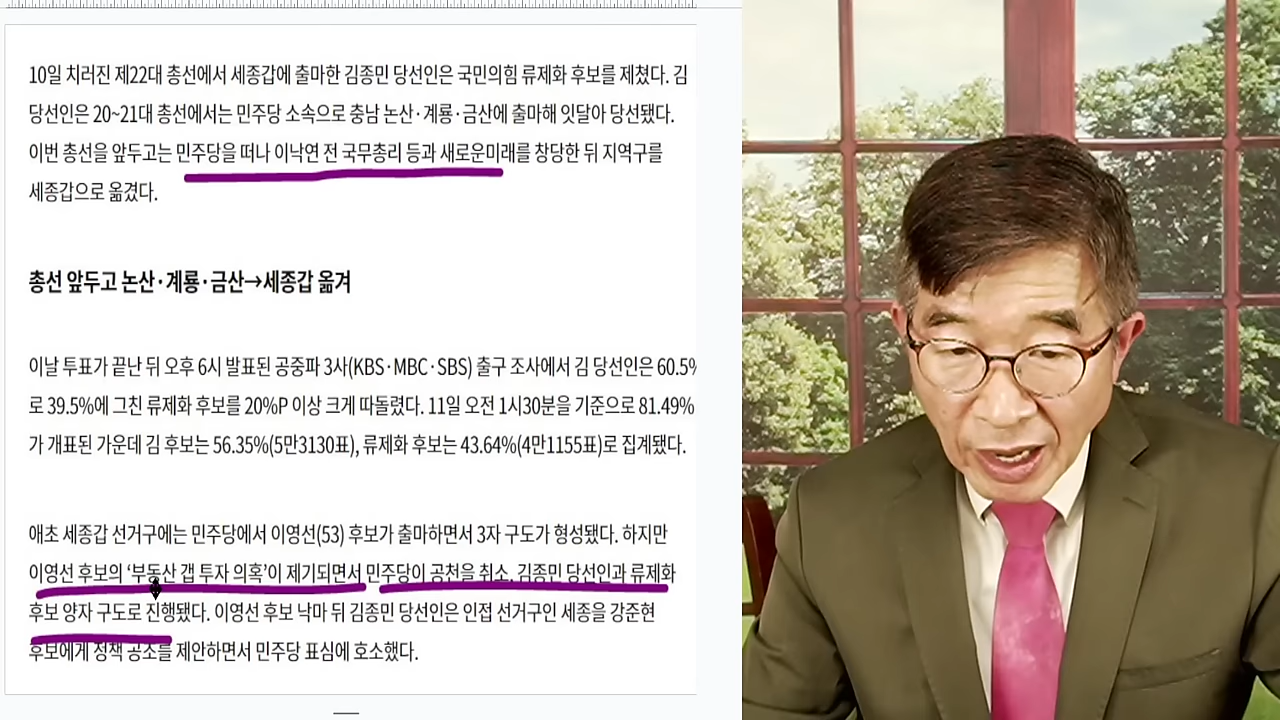 10일 치러진 제22대 총선에서 세종갑에 출마한 김종민 당선인은 국민의힘 류제화 후보를 제쳤다. 김
당선인은 20~21대 총선에서는 민주당 소속으로 충남 논산·계룡·금산에 출마해 잇달아 당선됐다.
이번 총선을 앞두고는 민주당을 떠나 이낙연 전 국무총리 등과 새로운미래를 창당한 뒤 지역구를
세종갑으로 옮겼다.
총선 앞두고 논산·계룡·금산→세종갑 옮겨
이날 투표가 끝난 뒤 오후 6시 발표된 공중파 3사(KBS·MBC·SBS) 출구 조사에서 김 당선인은 60.5%
로 39.5%에 그친 류제화 후보를 20%P 이상 크게 따돌렸다. 11일 오전 1시30분을 기준으로 81.49%
가 개표된 가운데 김 후보는 56.35%(5만3130표), 류제화 후보는 43.64%(4만1155표)로 집계됐다.
애초 세종갑 선거구에는 민주당에서 이영선(53) 후보가 출마하면서 3자 구도가 형성됐다. 하지만
이영선 후보의 ‘부동산 갭 투자 의혹’이 제기되면서 민주당이 공천을 취소, 김종민 당선인과 류제화
후보 양자 구도로 진행됐다. 이영선 후보 낙마 뒤 김종민 당선인은 인접 선거구인 세종을 강준현
후보에게 정책 공조를 제안하면서 민주당 표심에 호소했다.